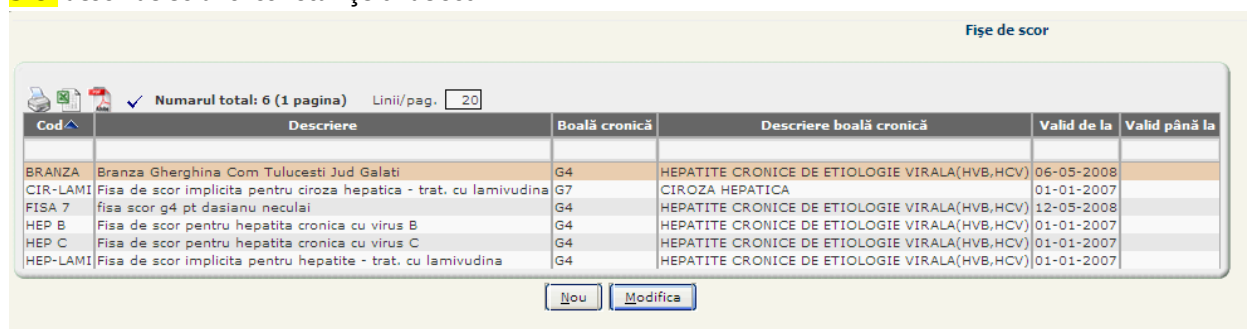 Fișe de scor
Numarul total: 6 (1 pagina) Linii/pag. 20
Cod Descriere Boală cronică Descriere boală cronică Valid de la Valid până la
BRANZA Branza Gherghina Com Tulucesti Jud Galati G4 HEPATITE CRONICE DE ETIOLOGIE VIRALA(HVB,HCV) 06-05-2008
CIR-LAMI Fisa de scor implicita pentru ciroza hepatica - trat. cu lamivudina G7 CIROZA HEPATICA 01-01-2007
FISA 7 fisa scor g4 pt dasianu neculai G4 HEPATITE CRONICE DE ETIOLOGIE VIRALA(HVB,HCV) 12-05-2008
HEP B Fisa de scor pentru hepatita cronica cu virus B G4 HEPATITE CRONICE DE ETIOLOGIE VIRALA(HVB,HCV) 01-01-2007
HEP C Fisa de scor pentru hepatita cronica cu virus C G4 HEPATITE CRONICE DE ETIOLOGIE VIRALA(HVB,HCV) 01-01-2007
HEP-LAMI Fisa de scor implicita pentru hepatite - trat. cu lamivudina G4 HEPATITE CRONICE DE ETIOLOGIE VIRALA(HVB,HCV) 01-01-2007
Nou Modifica